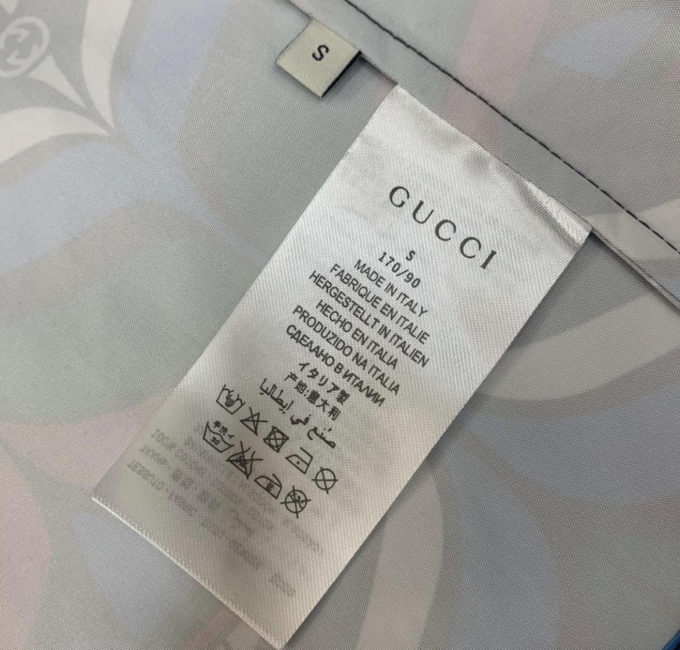 S
GUCCI
S
170/90
MADE IN ITALY
FABRIQUE EN ITALIE
HERGESTELLT IN ITALIEN
HECHO EN ITALIA
PRODUZIDO NA ITALIA
СДЕЛАНО В ИТАЛИИ
イタリア製
产地:意大利
صنع في إيطاليا